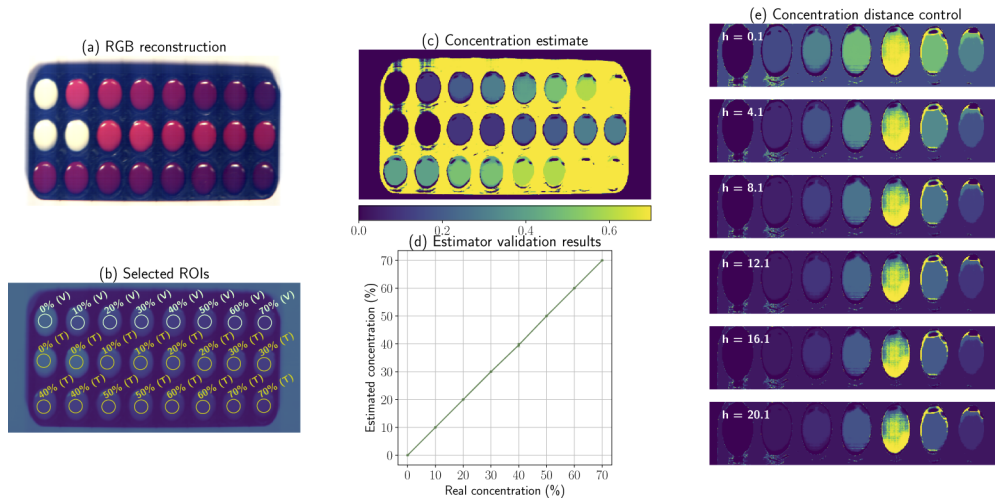 (a) RGB reconstruction
(b) Selected ROIs
0% (V) 10% (V) 20% (V) 30% (V) 40% (V) 50% (V) 60% (V) 70% (V)
0% (T) 0% (T) 10% (T) 10% (T) 20% (T) 20% (T) 30% (T) 30% (T)
40% (T) 40% (T) 50% (T) 50% (T) 60% (T) 60% (T) 70% (T) 70% (T)
(c) Concentration estimate
0.0 0.2 0.4 0.6
(d) Estimator validation results
70
60
50
40
30
20
10
0
Estimated concentration (%)
0 10 20 30 40 50 60 70
Real concentration (%)
(e) Concentration distance control
h = 0.1
h = 4.1
h = 8.1
h = 12.1
h = 16.1
h = 20.1